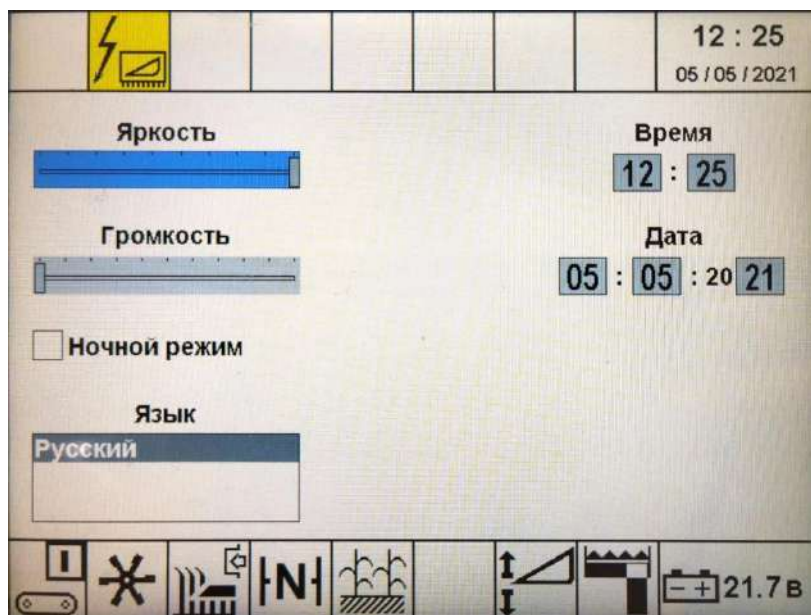 12 : 25
05 / 05 / 2021
Яркость
Время
12 : 25
Громкость
Дата
05 : 05 : 20 21
Ночной режим
Язык
Русский
I
N
21.7 в